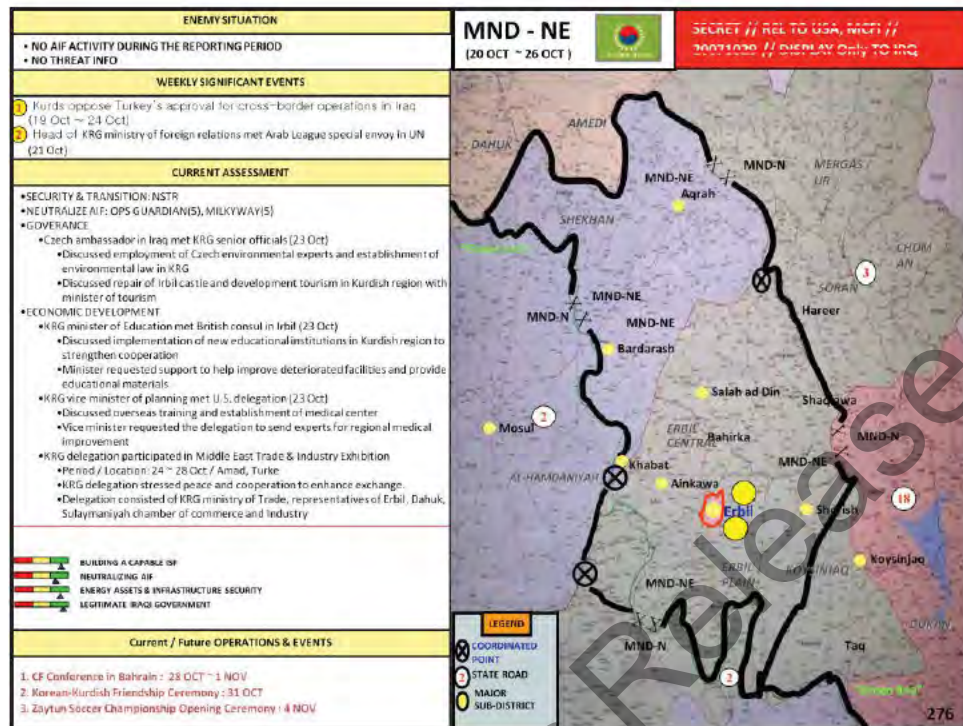 ENEMY SITUATION
• NO AIF ACTIVITY DURING THE REPORTING PERIOD
• NO THREAT INFO
WEEKLY SIGNIFICANT EVENTS
1 Kurds oppose Turkey's approval for cross-border operations in Iraq
(19 Oct ~ 24 Oct)
2 Head of KRG ministry of foreign relations met Arab League special envoy in UN
(21 Oct)
CURRENT ASSESSMENT
•SECURITY & TRANSITION: NSTR
•NEUTRALIZE AIF: OPS GUARDIAN(5), MILKYWAY(5)
•GOVERANCE
•Czech ambassador in Iraq met KRG senior officials (23 Oct)
•Discussed employment of Czech environmental experts and establishment of
environmental law in KRG
•Discussed repair of Irbil castle and development tourism in Kurdish region with
minister of tourism
•ECONOMIC DEVELOPMENT
•KRG minister of Education met British consul in Irbil (23 Oct)
•Discussed implementation of new educational institutions in Kurdish region to
strengthen cooperation
•Minister requested support to help improve deteriorated facilities and provide
educational materials
•KRG vice minister of planning met U.S. delegation (23 Oct)
•Discussed overseas training and establishment of medical center
•Vice minister requested the delegation to send experts for regional medical
improvement
•KRG delegation participated in Middle East Trade & Industry Exhibition
•Period / Location: 24 ~ 28 Oct / Amad, Turke
•KRG delegation stressed peace and cooperation to enhance exchange.
•Delegation consisted of KRG ministry of Trade, representatives of Erbil, Dahuk,
Sulaymaniyah chamber of commerce and Industry
BUILDING A CAPABLE ISF
NEUTRALIZING AIF
ENERGY ASSETS & INFRASTRUCTURE SECURITY
LEGITIMATE IRAQI GOVERNMENT
Current / Future OPERATIONS & EVENTS
1. CF Conference in Bahrain : 28 OCT ~ 1 NOV
2. Korean-Kurdish Friendship Ceremony : 31 OCT
3. Zaytun Soccer Championship Opening Ceremony : 4 NOV
MND - NE
(20 OCT ~ 26 OCT )
SECRET // REL TO USA, MCFI //
20071029 // DISPLAY Only TO IRQ
AMEDI
DAHUK
MND-N
MND-NE
MERGAS
UR
Aqrah
SHEKHAN
CHOM
AN
3
SORAN
MND-NE
Hareer
MND-N
MND-NE
Bardarash
Salah ad Din
Shaqlawa
2
Mosul
ERBIL
CENTRAL
Bahirka
MND-N
Khabat
MND-NE
AL-HAMDANIYAH
Ainkawa
18
Erbil
Shorish
Koysinjaq
ERBIL
PLAIN
KOYSINJAQ
MND-NE
DUKAN
MND-N
Taq
2
LEGEND
COORDINATED
POINT
2 STATE ROAD
MAJOR
SUB-DISTRICT
276
Release